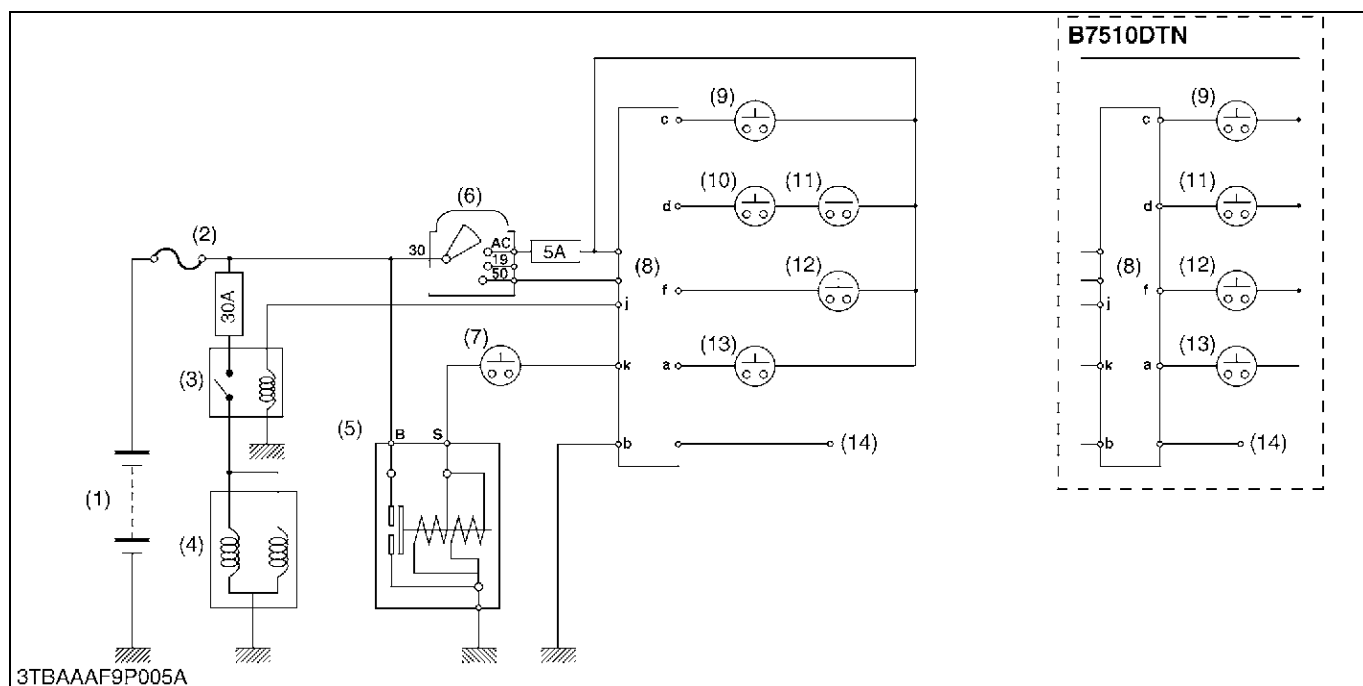 B7510DTN
(9)
(9)
c
c
(10) (11)
(11)
d
d
(6)
(2)
30
AC
19
50
5A
(8)
(12)
(8)
(12)
f
f
30A
j
j
(7)
(13)
(13)
(3)
k
a
k
a
(5)
B
S
b
(14)
b
(14)
(1)
(4)
3TBAAAF9P005A